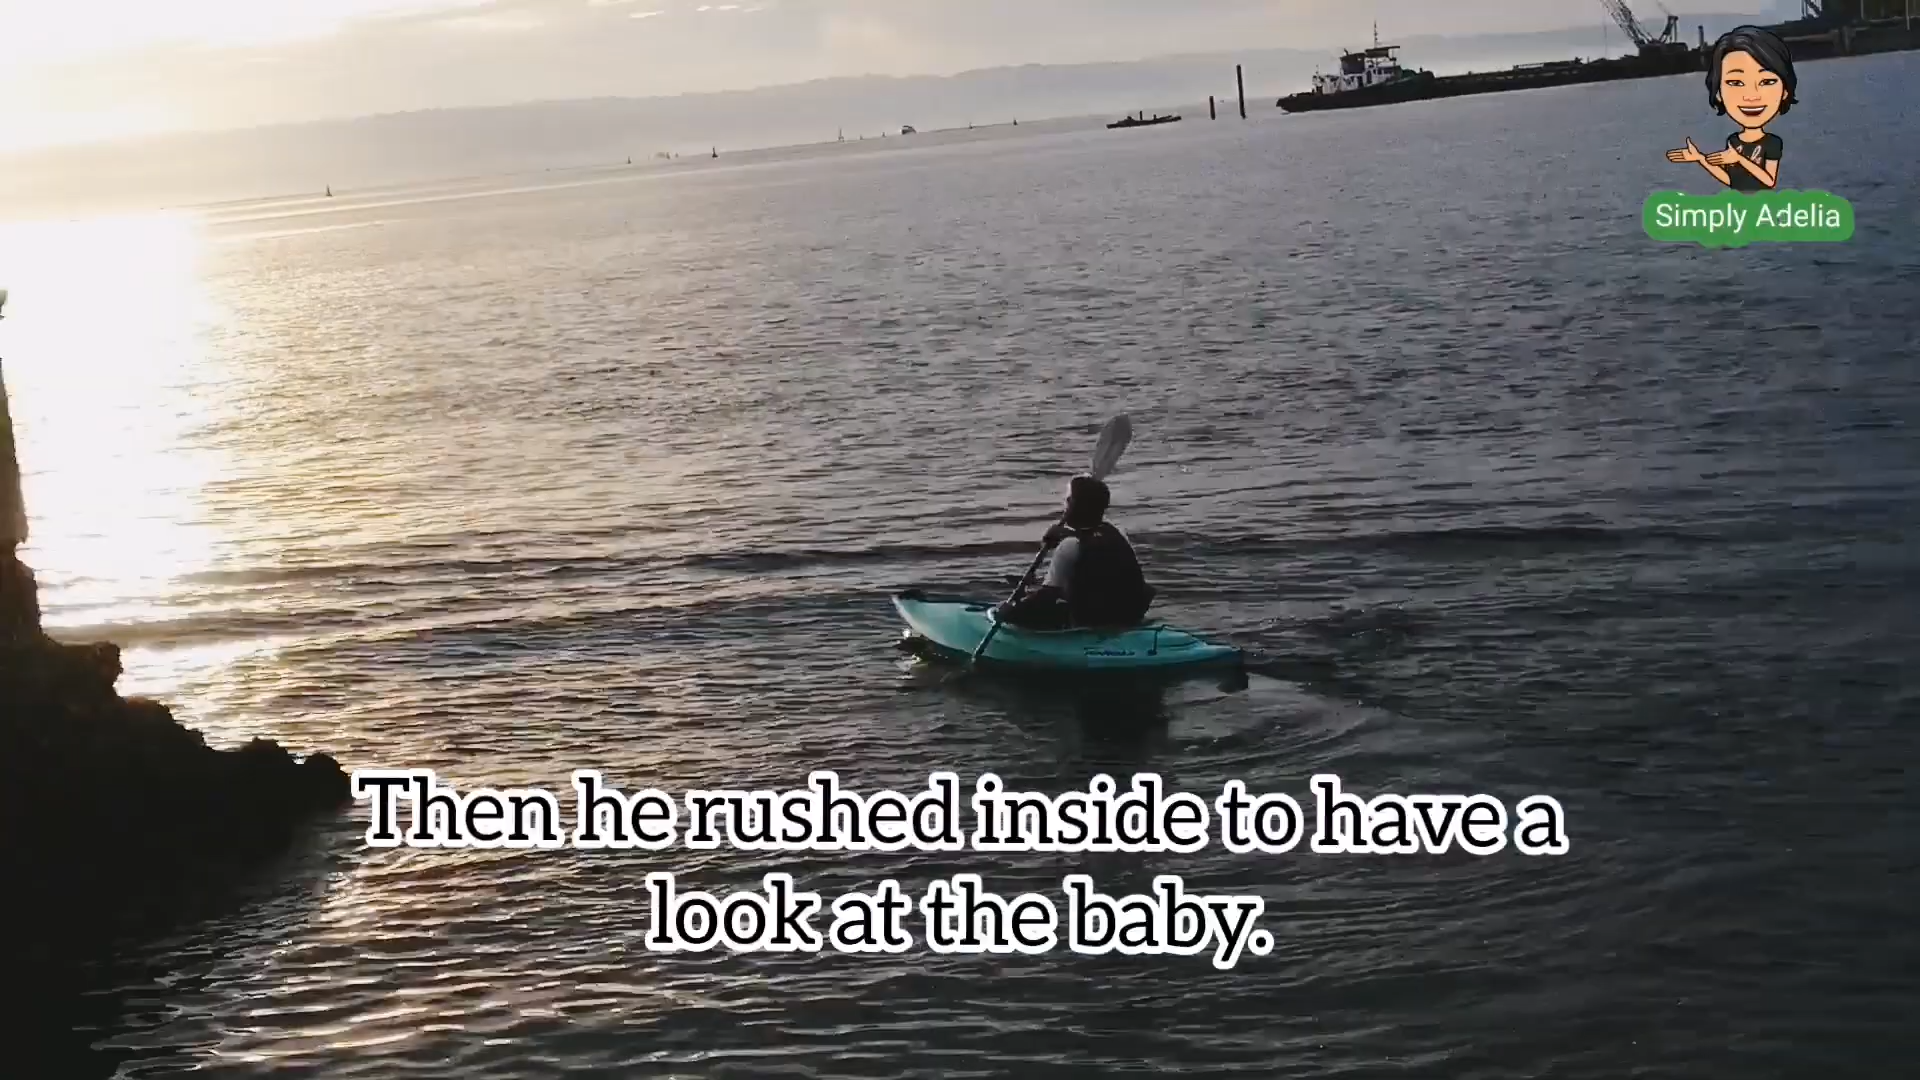 Simply Adelia
Then he rushed inside to have a
look at the baby.